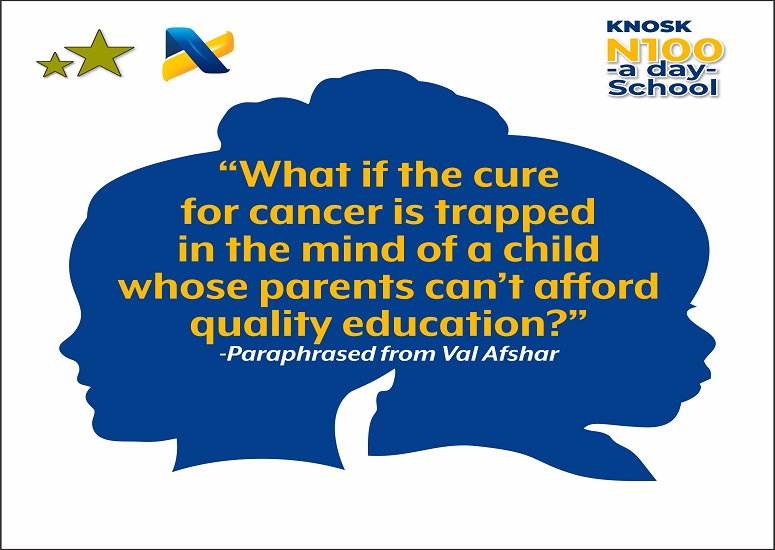 KNOSK
N100
-a day-
School
“What if the cure
for cancer is trapped
in the mind of a child
whose parents can’t afford
quality education?”
-Paraphrased from Val Afshar